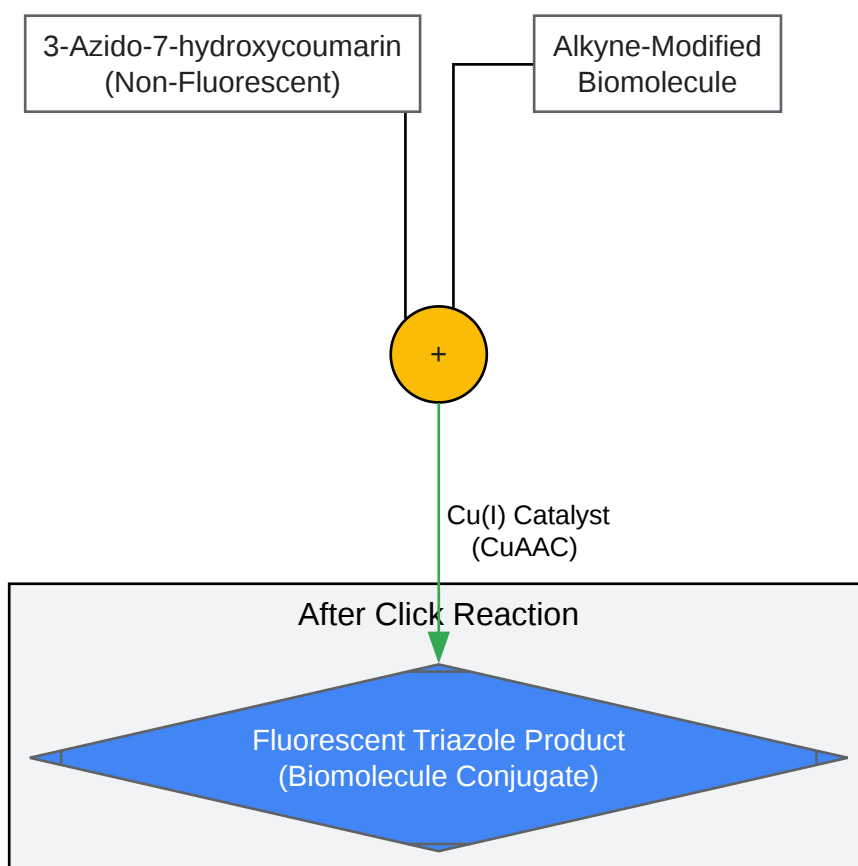 3-Azido-7-hydroxycoumarin
(Non-Fluorescent)
Alkyne-Modified
Biomolecule
+
Cu(I) Catalyst
(CuAAC)
After Click Reaction
Fluorescent Triazole Product
(Biomolecule Conjugate)